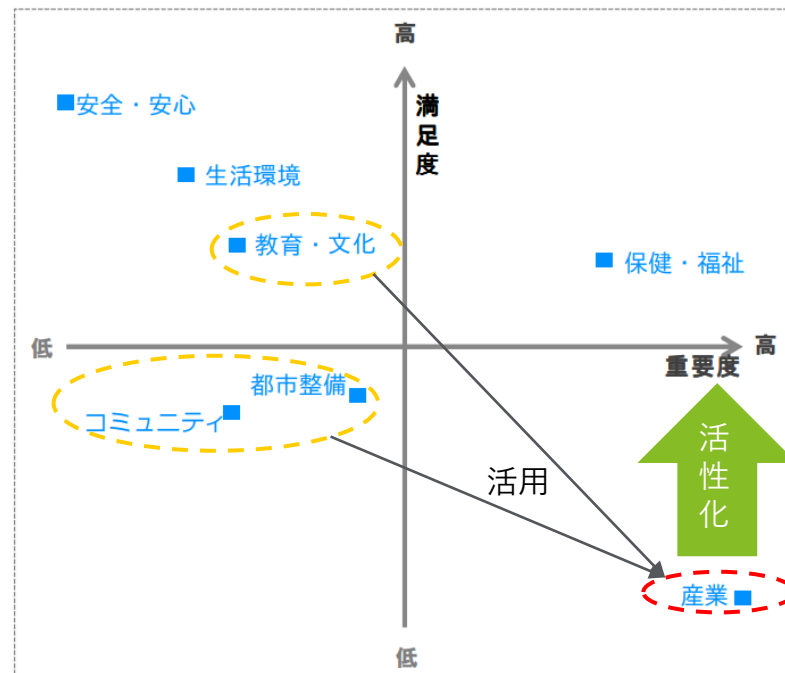 高
満足度
安全・安心
生活環境
教育・文化
保健・福祉
低
高
重要度
都市整備
コミュニティ
活用
活性化
産業
低